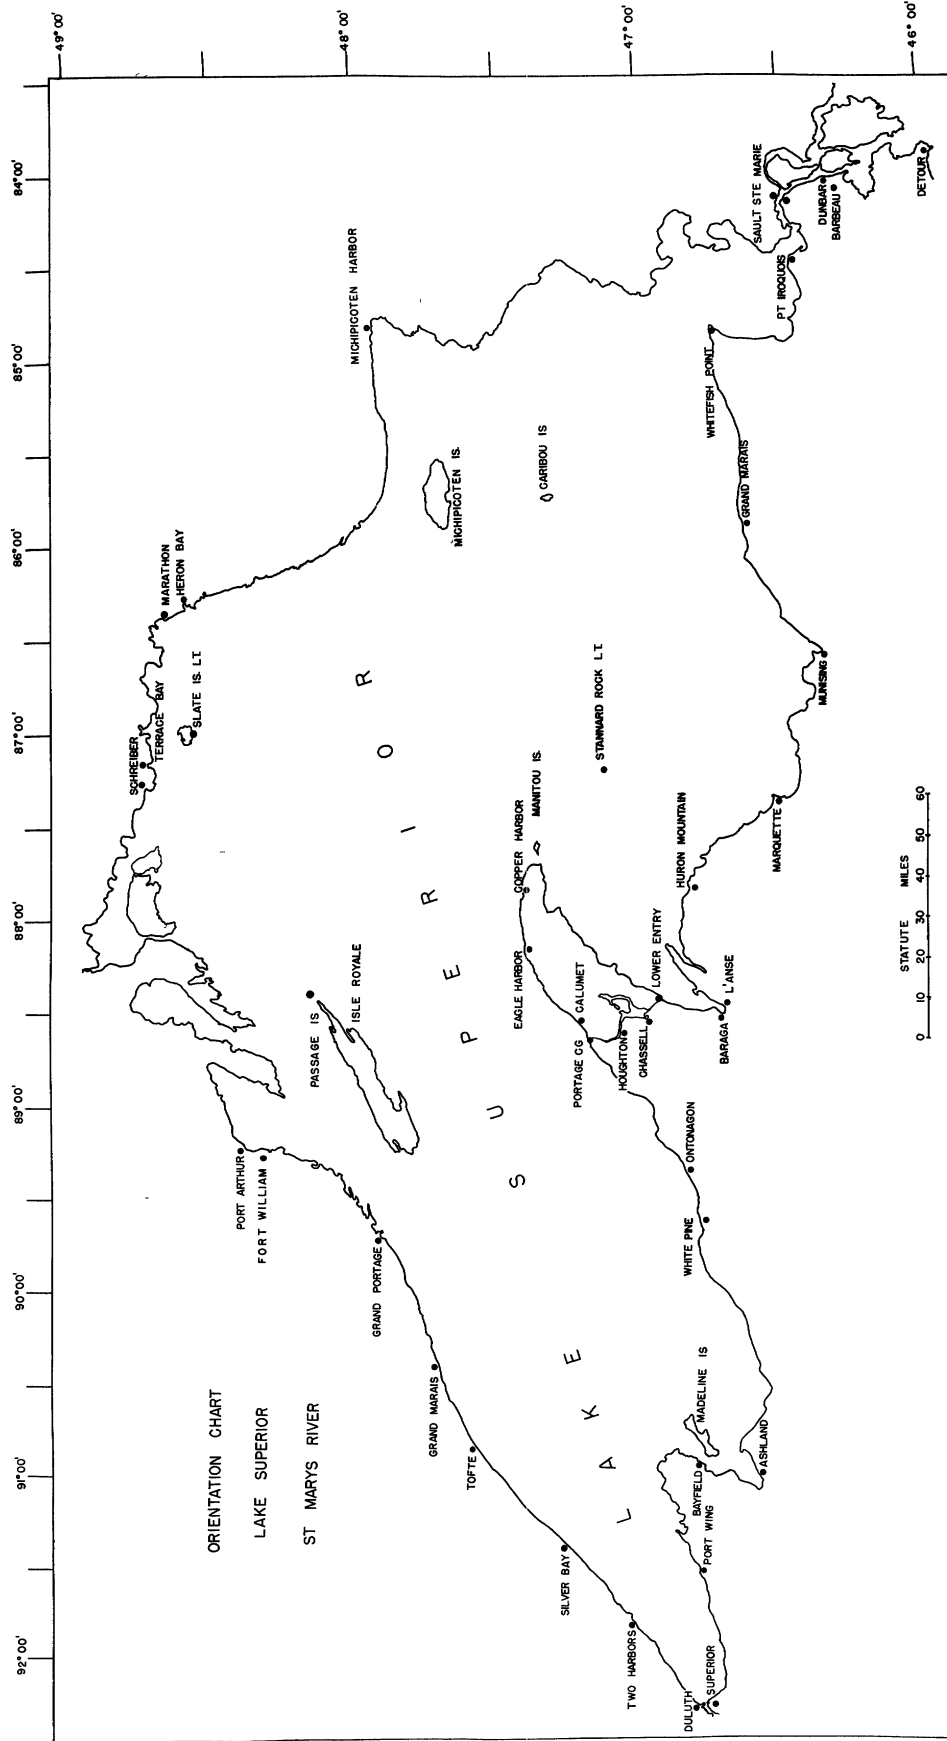 ORIENTATION CHART
LAKE SUPERIOR
ST MARYS RIVER
92°00'
91°00'
90°00'
89°00'
88°00'
87°00'
86°00'
85°00'
84°00'
49°00'
48°00'
47°00'
46°00'
LAKE SUPERIOR
DULUTH
SUPERIOR
TWO HARBORS
SILVER BAY
TOFTE
GRAND MARAIS
GRAND PORTAGE
FORT WILLIAM
PORT ARTHUR
PASSAGE IS
ISLE ROYALE
SCHREIBER
TERRACE BAY
SLATE IS. LT.
MARATHON
HERON BAY
MICHIPICOTEN IS.
CARIBOU IS
MICHIPICOTEN HARBOR
PORT WING
BAYFIELD
MADELINE IS
ASHLAND
WHITE PINE
ONTONAGON
PORTAGE CG
CALUMET
HOUGHTON
CHASSELL
EAGLE HARBOR
COPPER HARBOR
MANITOU IS.
LOWER ENTRY
BARAGA
L'ANSE
HURON MOUNTAIN
STANNARD ROCK LT.
MARQUETTE
MUNISING
GRAND MARAIS
WHITEFISH POINT
PT IROQUOIS
SAULT STE MARIE
DUNBAR
BARBEAU
DETOUR
STATUTE MILES
0 10 20 30 40 50 60